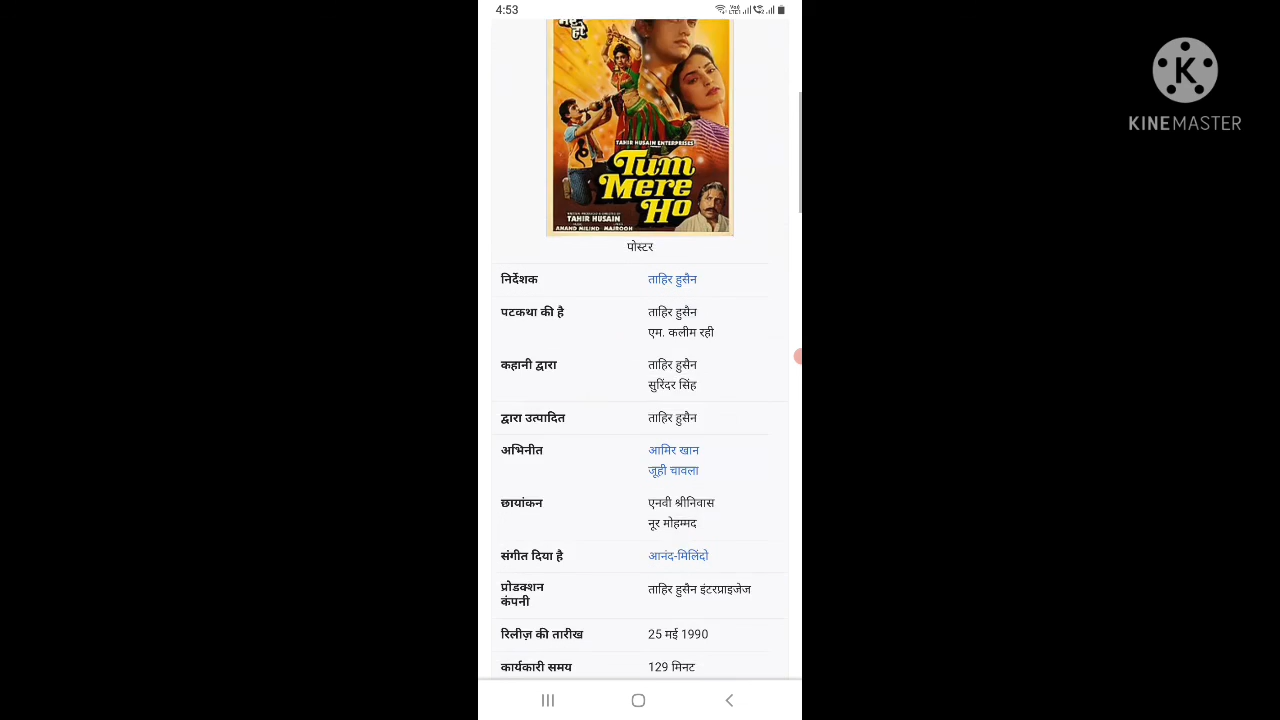 4:53
K
KINEMASTER
TAHIR HUSAIN ENTERPRISES
Tum
Mere
Ho
TAHIR HUSAIN
ANAND MILIND MAJROOH
पोस्टर
निर्देशक ताहिर हुसैन
पटकथा की है ताहिर हुसैन
एम. कलीम रही
कहानी द्वारा ताहिर हुसैन
सुरिंदर सिंह
द्वारा उत्पादित ताहिर हुसैन
अभिनीत आमिर खान
जूही चावला
छायांकन एनवी श्रीनिवास
नूर मोहम्मद
संगीत दिया है आनंद-मिलिंदो
प्रोडक्शन
कंपनी ताहिर हुसैन इंटरप्राइजेज
रिलीज़ की तारीख 25 मई 1990
कार्यकारी समय 129 मिनट